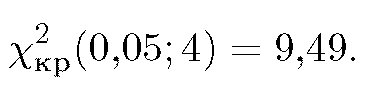 χ²кр(0,05; 4) = 9,49.